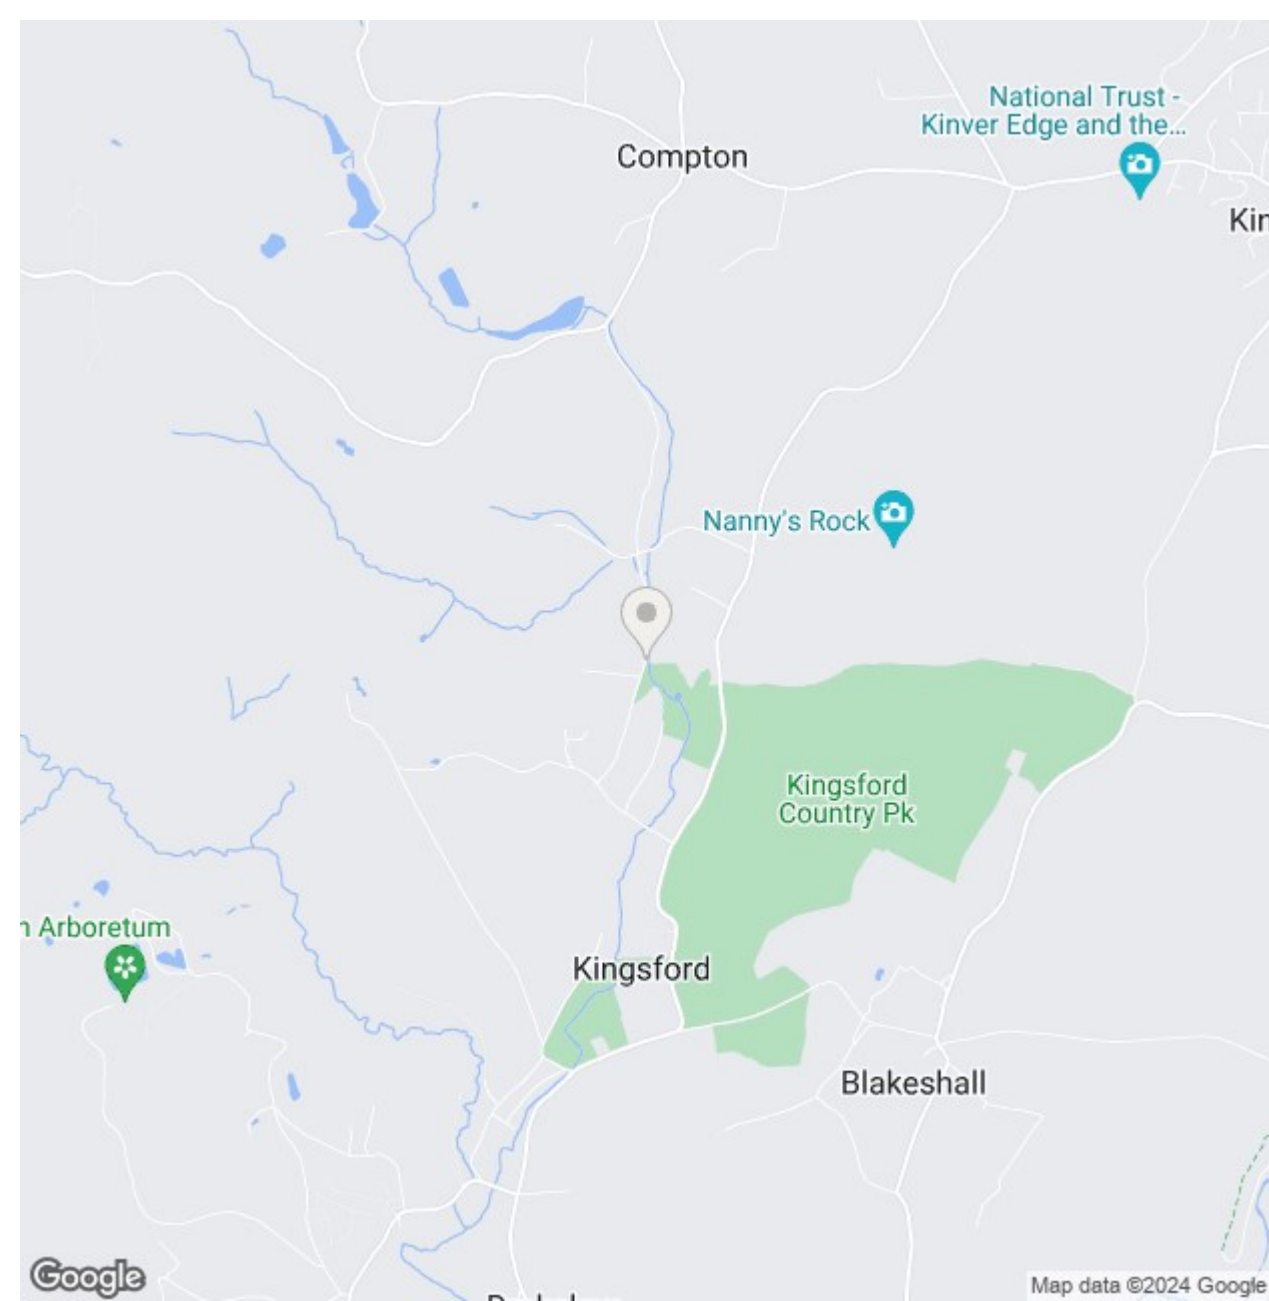 National Trust -
Kinver Edge and the...
Compton
Kin
Nanny's Rock
Kingsford
Country Pk
n Arboretum
Kingsford
Blakeshall
Google
Map data ©2024 Google